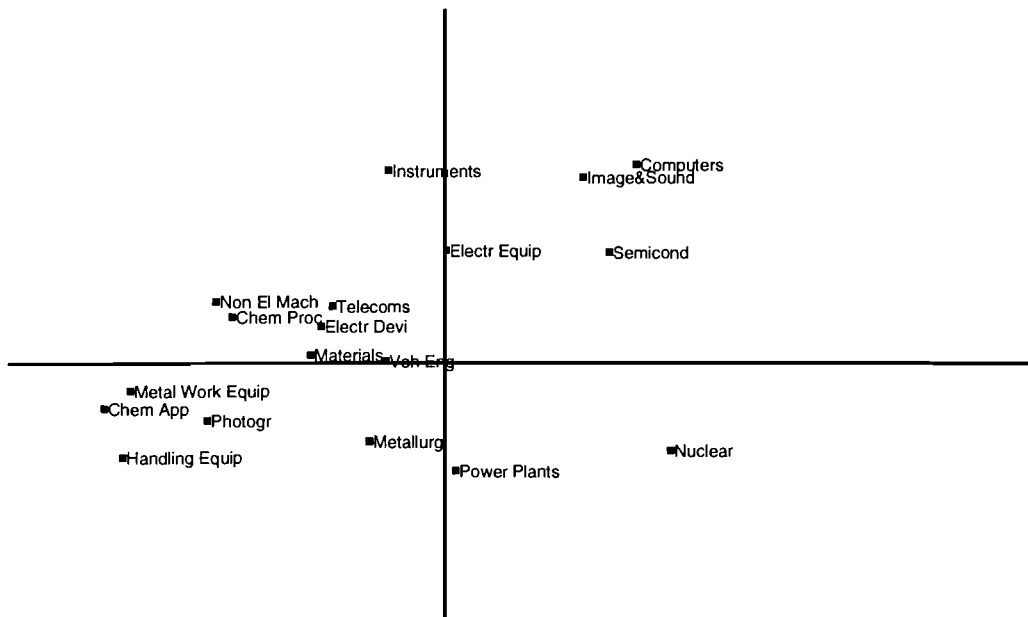 Computers
Instruments
Image&Sound
Electr Equip
Semicond
Non El Mach
Telecoms
Chem Proc
Electr Devi
Materials
Veh Eng
Metal Work Equip
Chem App
Photogr
Metallurg
Nuclear
Handling Equip
Power Plants